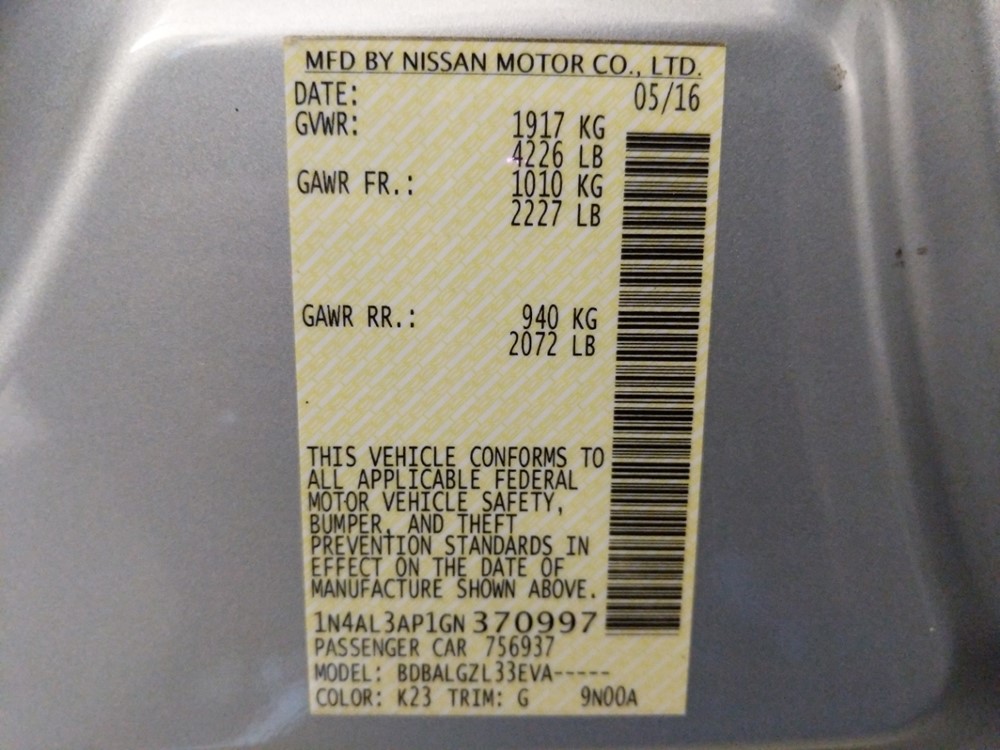 MFD BY NISSAN MOTOR CO., LTD.
DATE: 05/16
GVWR: 1917 KG
4226 LB
GAWR FR.: 1010 KG
2227 LB
GAWR RR.: 940 KG
2072 LB
THIS VEHICLE CONFORMS TO
ALL APPLICABLE FEDERAL
MOTOR VEHICLE SAFETY,
BUMPER, AND THEFT
PREVENTION STANDARDS IN
EFFECT ON THE DATE OF
MANUFACTURE SHOWN ABOVE.
1N4AL3AP1GN370997
PASSENGER CAR 756937
MODEL: BDBALGZL33EVA-----
COLOR: K23 TRIM: G 9N00A